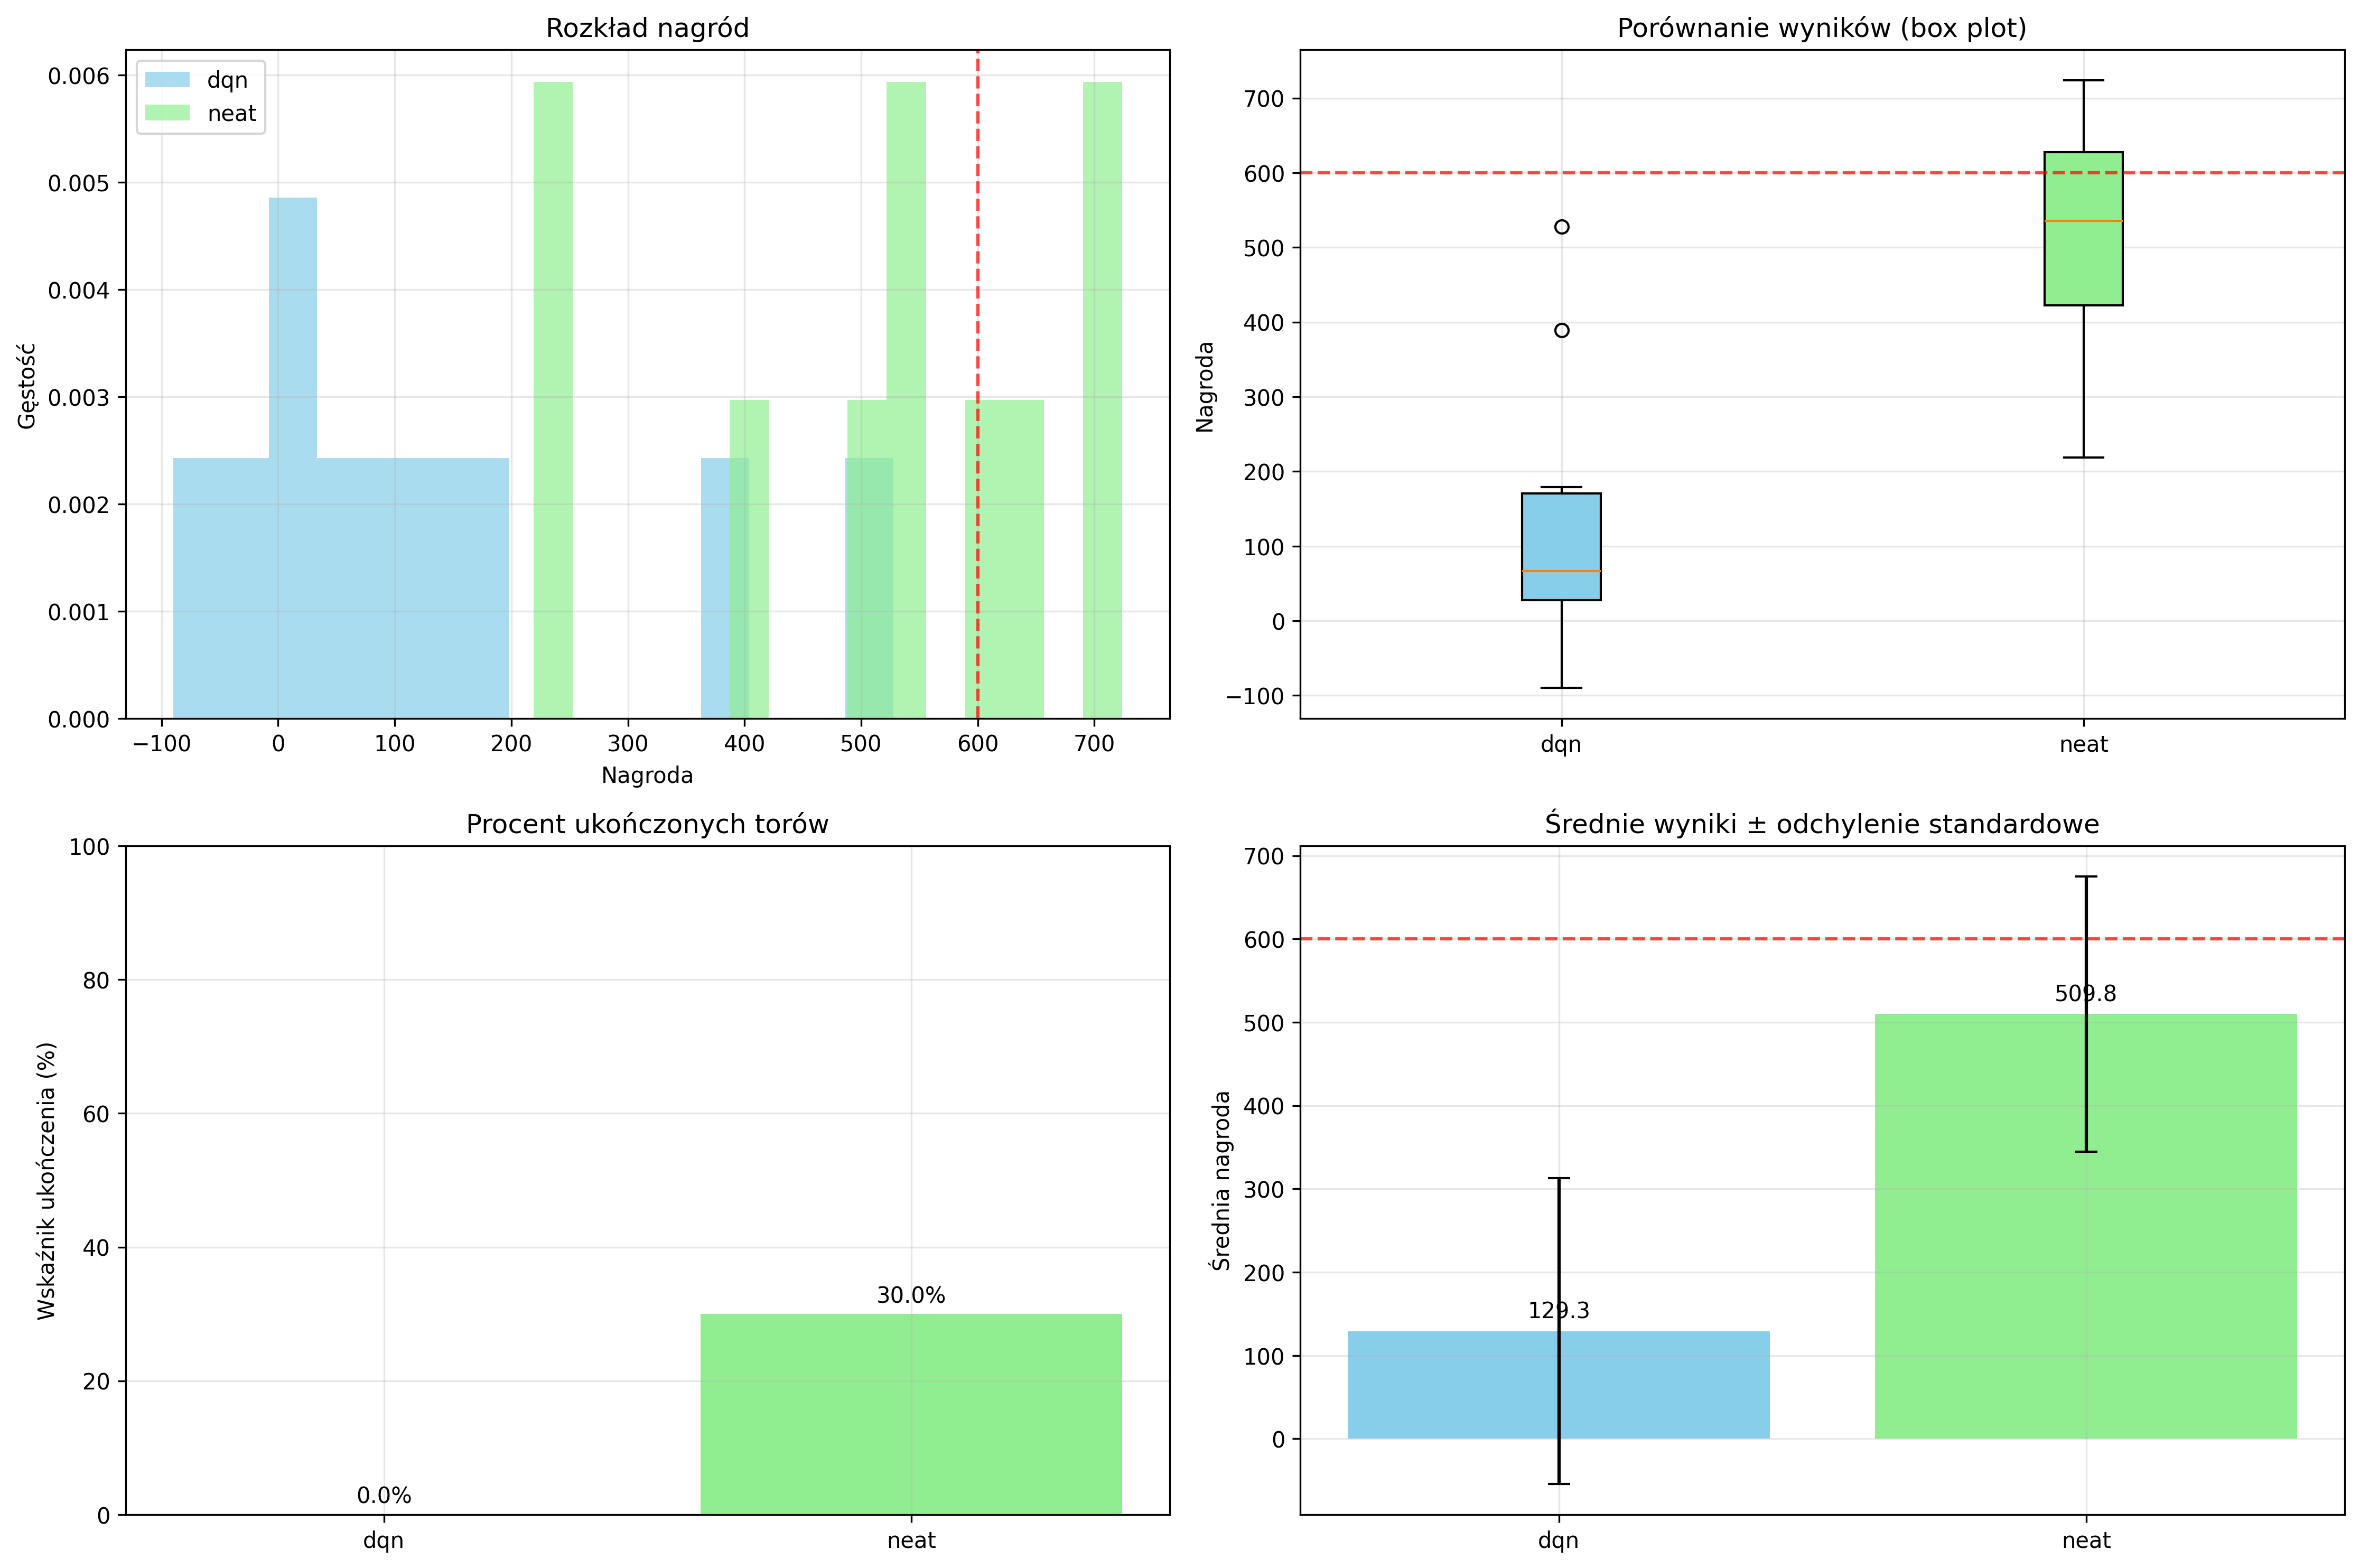 Rozkład nagród
dqn
neat
0.006
0.005
0.004
0.003
0.002
0.001
0.000
Gęstość
−100
0
100
200
300
400
500
600
700
Nagroda
Porównanie wyników (box plot)
700
600
500
400
300
200
100
0
−100
Nagroda
dqn
neat
Procent ukończonych torów
100
80
60
40
20
0
Wskaźnik ukończenia (%)
0.0%
30.0%
dqn
neat
Średnie wyniki ± odchylenie standardowe
700
600
500
400
300
200
100
0
Średnia nagroda
129.3
509.8
dqn
neat